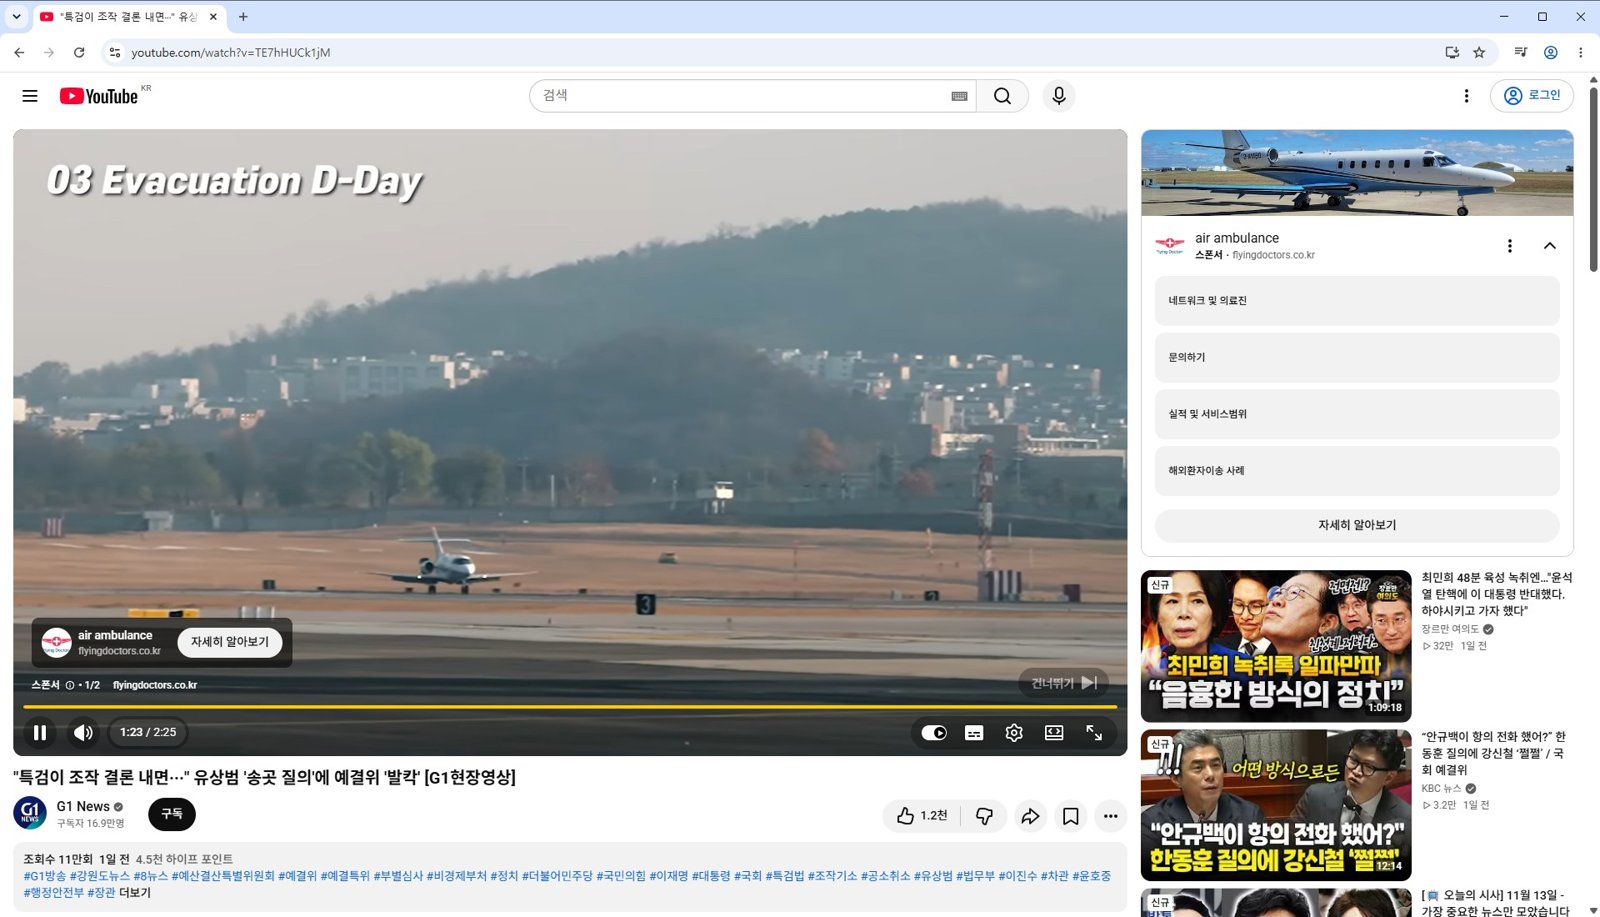 "특검이 조작 결론 내면…" 유상
youtube.com/watch?v=TE7hHUCk1jM
YouTube KR
검색
로그인
03 Evacuation D-Day
3
air ambulance
flyingdoctors.co.kr
자세히 알아보기
스폰서 · 1/2 flyingdoctors.co.kr
건너뛰기
1:23 / 2:25
"특검이 조작 결론 내면…" 유상범 '송곳 질의'에 예결위 '발칵' [G1현장영상]
G1 NEWS
G1 News
구독자 16.9만명
구독
1.2천
조회수 11만회 1일 전 4.5천 하이프 포인트
#G1방송 #강원도뉴스 #8뉴스 #예산결산특별위원회 #예결위 #예결특위 #부별심사 #비경제부처 #정치 #더불어민주당 #국민의힘 #이재명 #대통령 #국회 #특검법 #조작기소 #공소취소 #유상범 #법무부 #이진수 #차관 #윤호중
#행정안전부 #장관 더보기
air ambulance
스폰서 · flyingdoctors.co.kr
네트워크 및 의료진
문의하기
실적 및 서비스범위
해외환자이송 사례
자세히 알아보기
신규
전면전!?
장르만 여의도
최민희 녹취록 일파만파
"음흉한 방식의 정치"
1:09:18
최민희 48분 육성 녹취엔..."윤석
열 탄핵에 이 대통령 반대했다.
하야시키고 가자 했다"
장르만 여의도
32만 1일 전
신규
?!!
어떤 방식으로든
"안규백이 항의 전화 했어?"
한동훈 질의에 강신철 '쩔쩔'
12:14
"안규백이 항의 전화 했어?" 한
동훈 질의에 강신철 '쩔쩔' / 국
회 예결위
KBC 뉴스
3.2만 1일 전
신규
[ 오늘의 시사] 11월 13일 -
가장 중요한 뉴스만 모았습니다